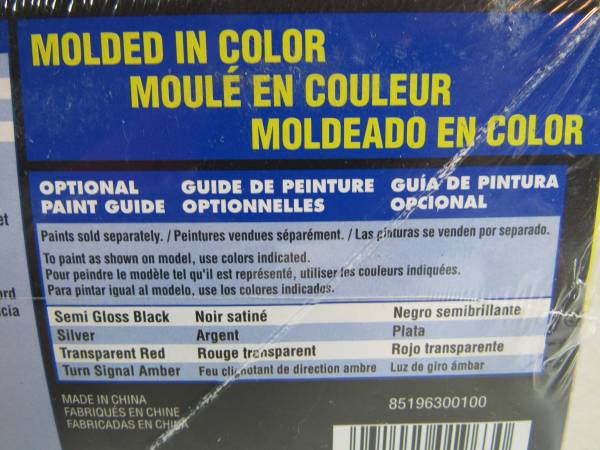 MOLDED IN COLOR
MOULÉ EN COULEUR
MOLDEADO EN COLOR
OPTIONAL PAINT GUIDE
GUIDE DE PEINTURE OPTIONNELLES
GUÍA DE PINTURA OPCIONAL
Paints sold separately. / Peintures vendues séparément. / Las pinturas se venden por separado.
To paint as shown on model, use colors indicated.
Pour peindre le modèle tel qu'il est représenté, utiliser les couleurs indiquées.
Para pintar igual al modelo, use los colores indicados.
Semi Gloss Black Noir satiné Negro semibrillante
Silver Argent Plata
Transparent Red Rouge transparent Rojo transparente
Turn Signal Amber Feu clignotant de direction ambre Luz de giro ámbar
MADE IN CHINA
FABRIQUÉS EN CHINE
FABRICADAS EN CHINA
85196300100